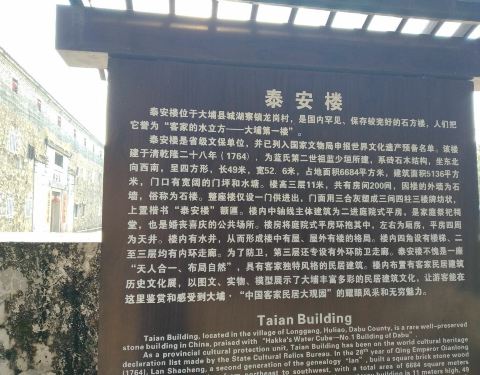 泰安楼
泰安楼位于大埔县城湖寮镇龙岗村，是国内罕见、保存较完好的石方楼，人们把
它誉为“客家的水立方——大埔第一楼”。
泰安楼是省级文保单位，并已列入国家文物局申报世界文化遗产预备名单。该楼
建于清乾隆二十八年（1764），为蓝氏第二世祖蓝少垣所建，系砖石木结构，坐东北
向西南，呈四方形，长49米，宽52.6米，占地面积6684平方米，建筑面积5136平方
米，门口有宽阔的门坪和水塘。楼高三层11米，共有房间200间，因楼的外墙为石
墙，俗称为石楼。整座楼仅设一门供进出，门面用三合灰塑成三间四柱三楼牌坊状，
上置楷书“泰安楼”额匾。楼内中轴线主体建筑为二进庭院式平房，是家庭祭祀祠
堂，也是婚丧喜庆的公共场所。楼房将庭院式平房环抱其中，左右为厢房，平房四周
为天井。楼内有水井，从而形成楼中有屋、屋外有楼的格局。楼内四角设有楼梯，二
至三层均有内环走廊。为了防卫，第三层还专设有外环防卫走廊。泰安楼不愧是一座
“天人合一、布局自然”，具有客家独特风格的民居建筑。楼内布置有客家民居建筑
历史文化展，以图文、实物、模型展示了大埔丰富多彩的民居建筑文化，让游客能在
这里鉴赏和感受到大埔·“中国客家民居大观园”的耀眼风采和无穷魅力。
Taian Building
Taian Building, located in the village of Longgang, Huliao, Dabu County, is a rare well-preserved
stone building in China, praised with "Hakka's Water Cube—No.1 Building of Dabu".
As a provincial cultural protection unit, Taian Building has been on the world cultural heritage
declaration list made by the State Cultural Relics Bureau. In the 28th year of Qing Emperor Qianlong
(1764), Lan Shaoheng, a second generation of the genealogy "lan", built a square brick stone wood
from northeast to southwest, with a total area of 6684 square meters
building is 11 meters high, 49